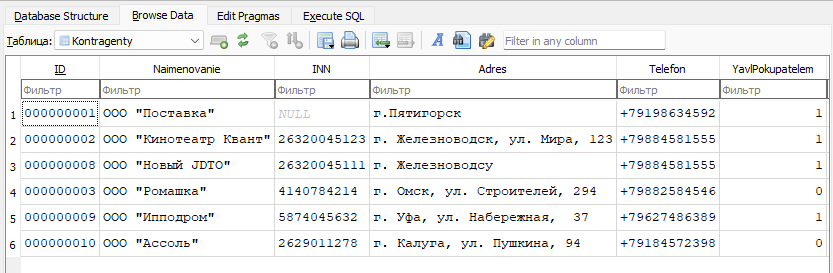 Database Structure Browse Data Edit Pragmas Execute SQL
Таблица: Kontragenty Filter in any column
ID Naimenovanie INN Adres Telefon YavlPokupatelem
Фильтр Фильтр Фильтр Фильтр Фильтр Фильтр
1 000000001 ООО "Поставка" NULL г.Пятигорск +79198634592 1
2 000000002 ООО "Кинотеатр Квант" 26320045123 г. Железноводск, ул. Мира, 123 +79884581555 1
3 000000008 ООО "Новый JDTO" 26320045111 г. Железноводсу +79884581555 1
4 000000003 ООО "Ромашка" 4140784214 г. Омск, ул. Строителей, 294 +79882584546 0
5 000000009 ООО "Ипподром" 5874045632 г. Уфа, ул. Набережная,  37 +79627486389 1
6 000000010 ООО "Ассоль" 2629011278 г. Калуга, ул. Пушкина, 94 +79184572398 0